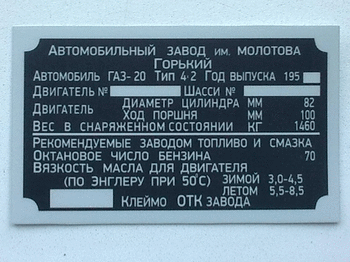 АВТОМОБИЛЬНЫЙ ЗАВОД ИМ. МОЛОТОВА
ГОРЬКИЙ
АВТОМОБИЛЬ ГАЗ-20 ТИП 4·2 ГОД ВЫПУСКА 195
ДВИГАТЕЛЬ № ШАССИ №
ДВИГАТЕЛЬ ДИАМЕТР ЦИЛИНДРА ММ 82
ХОД ПОРШНЯ ММ 100
ВЕС В СНАРЯЖЕННОМ СОСТОЯНИИ КГ 1460
РЕКОМЕНДУЕМЫЕ ЗАВОДОМ ТОПЛИВО И СМАЗКА
ОКТАНОВОЕ ЧИСЛО БЕНЗИНА 70
ВЯЗКОСТЬ МАСЛА ДЛЯ ДВИГАТЕЛЯ
(ПО ЭНГЛЕРУ ПРИ 50°С) ЗИМОЙ 3,0-4,5
ЛЕТОМ 5,5-8,5
КЛЕЙМО ОТК ЗАВОДА